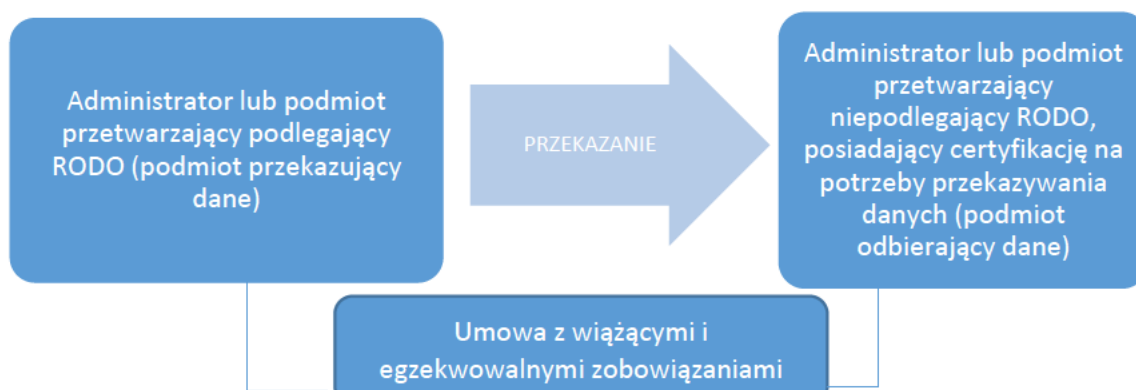 Administrator lub podmiot
przetwarzający podlegający
RODO (podmiot przekazujący
dane)
PRZEKAZANIE
Administrator lub podmiot
przetwarzający
niepodlegający RODO,
posiadający certyfikację na
potrzeby przekazywania
danych (podmiot
odbierający dane)
Umowa z wiążącymi i
egzekwowalnymi zobowiązaniami